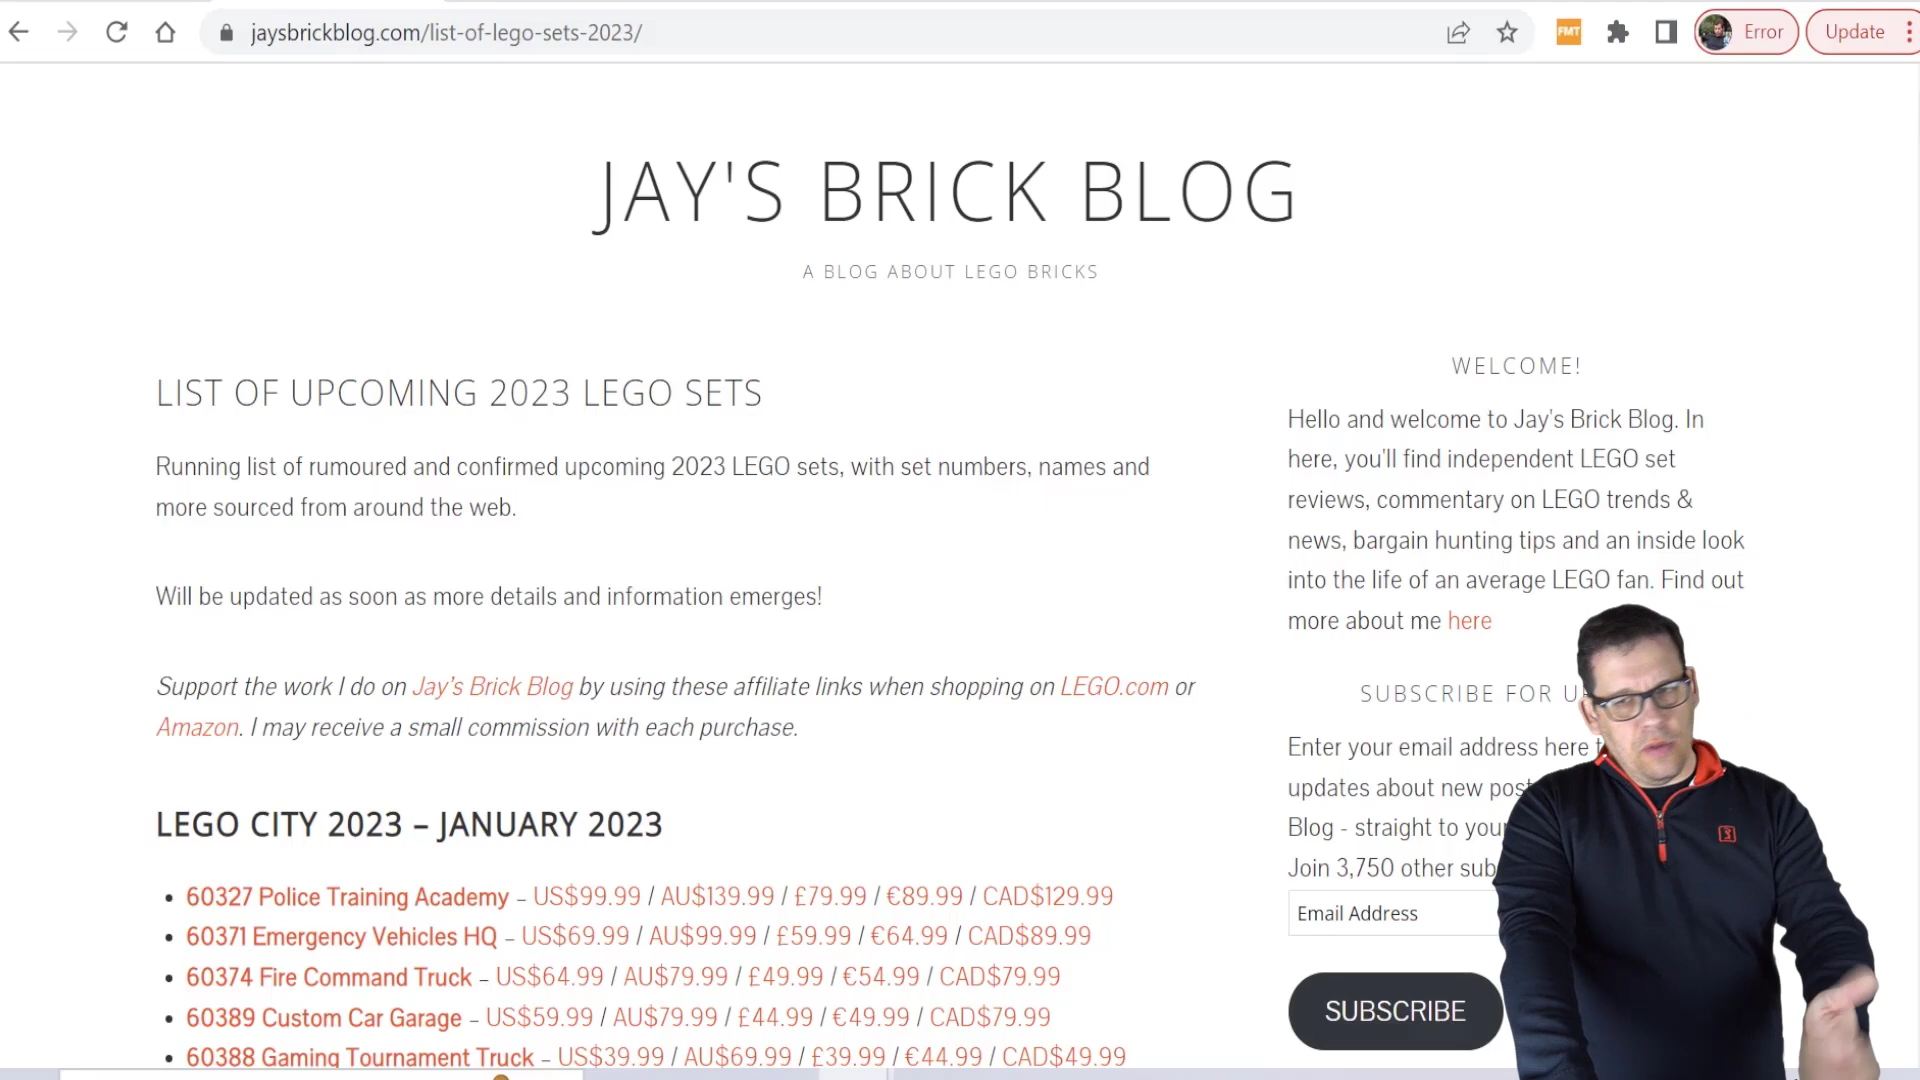 jaysbrickblog.com/list-of-lego-sets-2023/
FMT
Error
Update
JAY'S BRICK BLOG
A BLOG ABOUT LEGO BRICKS
LIST OF UPCOMING 2023 LEGO SETS
Running list of rumoured and confirmed upcoming 2023 LEGO sets, with set numbers, names and
more sourced from around the web.
Will be updated as soon as more details and information emerges!
Support the work I do on Jay's Brick Blog by using these affiliate links when shopping on LEGO.com or
Amazon. I may receive a small commission with each purchase.
LEGO CITY 2023 – JANUARY 2023
• 60327 Police Training Academy – US$99.99 / AU$139.99 / £79.99 / €89.99 / CAD$129.99
• 60371 Emergency Vehicles HQ – US$69.99 / AU$99.99 / £59.99 / €64.99 / CAD$89.99
• 60374 Fire Command Truck – US$64.99 / AU$79.99 / £49.99 / €54.99 / CAD$79.99
• 60389 Custom Car Garage – US$59.99 / AU$79.99 / £44.99 / €49.99 / CAD$79.99
• 60388 Gaming Tournament Truck – US$39.99 / AU$69.99 / £39.99 / €44.99 / CAD$49.99
WELCOME!
Hello and welcome to Jay's Brick Blog. In
here, you'll find independent LEGO set
reviews, commentary on LEGO trends &
news, bargain hunting tips and an inside look
into the life of an average LEGO fan. Find out
more about me here
SUBSCRIBE FOR
Enter your email address here
updates about new
Blog - straight to
Join 3,750 other
Email Address
SUBSCRIBE